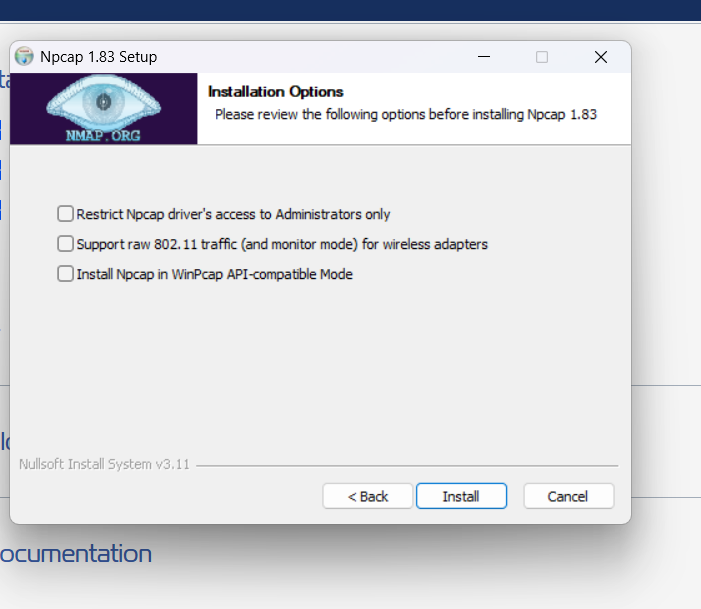 Npcap 1.83 Setup
NMAP.ORG
Installation Options
Please review the following options before installing Npcap 1.83
Restrict Npcap driver's access to Administrators only
Support raw 802.11 traffic (and monitor mode) for wireless adapters
Install Npcap in WinPcap API-compatible Mode
Nullsoft Install System v3.11
< Back Install Cancel
ocumentation